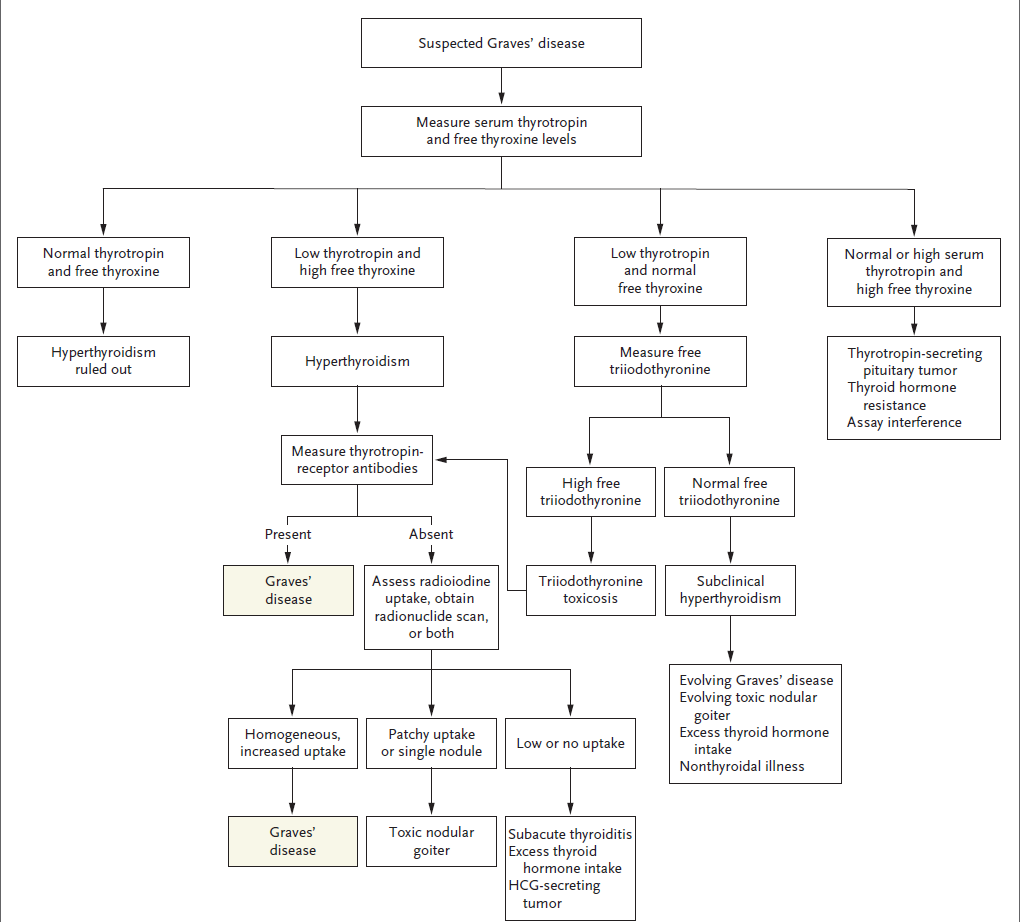 Suspected Graves’ disease
Measure serum thyrotropin
and free thyroxine levels
Normal thyrotropin
and free thyroxine
Low thyrotropin and
high free thyroxine
Low thyrotropin
and normal
free thyroxine
Normal or high serum
thyrotropin and
high free thyroxine
Hyperthyroidism
ruled out
Hyperthyroidism
Measure free
triiodothyronine
Thyrotropin-secreting
pituitary tumor
Thyroid hormone
resistance
Assay interference
Measure thyrotropin-
receptor antibodies
High free
triiodothyronine
Normal free
triiodothyronine
Present
Absent
Graves’
disease
Assess radioiodine
uptake, obtain
radionuclide scan,
or both
Triiodothyronine
toxicosis
Subclinical
hyperthyroidism
Evolving Graves’ disease
Evolving toxic nodular
goiter
Excess thyroid hormone
intake
Nonthyroidal illness
Homogeneous,
increased uptake
Patchy uptake
or single nodule
Low or no uptake
Graves’
disease
Toxic nodular
goiter
Subacute thyroiditis
Excess thyroid
hormone intake
HCG-secreting
tumor